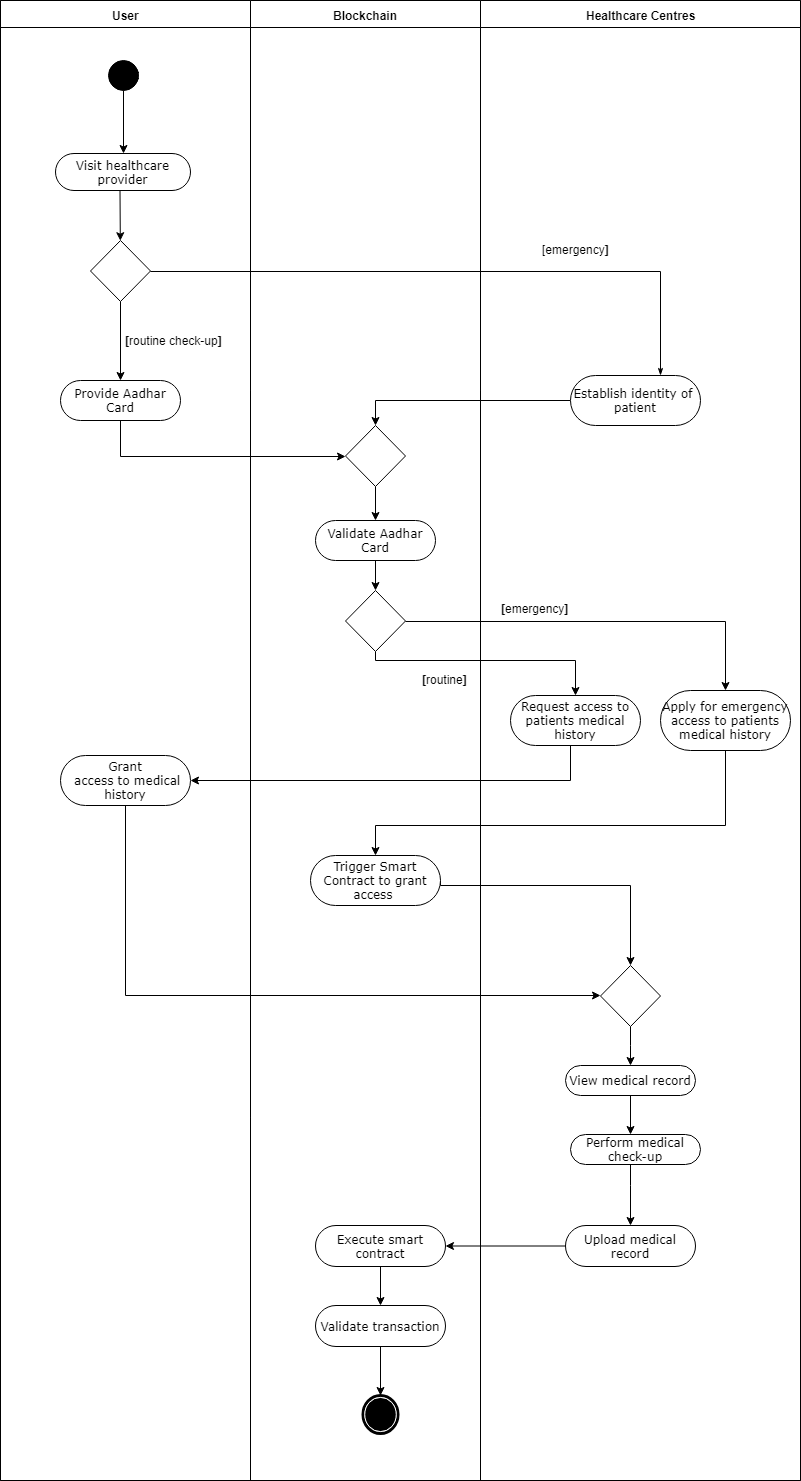 User
Blockchain
Healthcare Centres
Visit healthcare
provider
[emergency]
[routine check-up]
Provide Aadhar
Card
Establish identity of
patient
Validate Aadhar
Card
[emergency]
[routine]
Request access to
patients medical
history
Apply for emergency
access to patients
medical history
Grant
access to medical
history
Trigger Smart
Contract to grant
access
View medical record
Perform medical
check-up
Execute smart
contract
Upload medical
record
Validate transaction